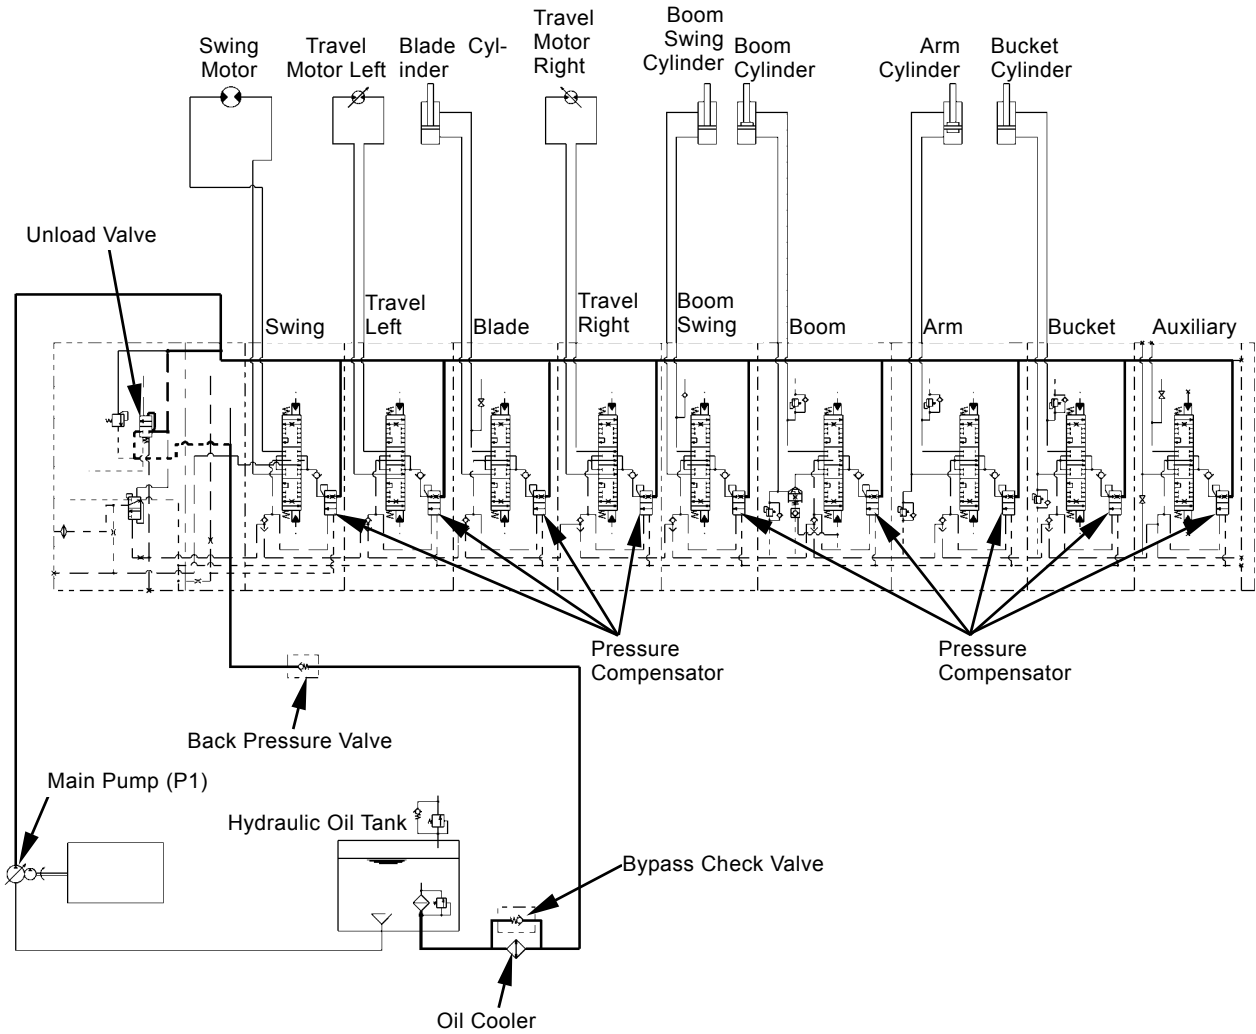 Swing
Motor
Travel
Motor Left
Blade Cyl-
inder
Travel
Motor
Right
Boom
Swing
Cylinder
Boom
Cylinder
Arm
Cylinder
Bucket
Cylinder
Unload Valve
Swing
Travel
Left
Blade
Travel
Right
Boom
Swing
Boom
Arm
Bucket
Auxiliary
Pressure
Compensator
Pressure
Compensator
Back Pressure Valve
Main Pump (P1)
Hydraulic Oil Tank
Bypass Check Valve
Oil Cooler